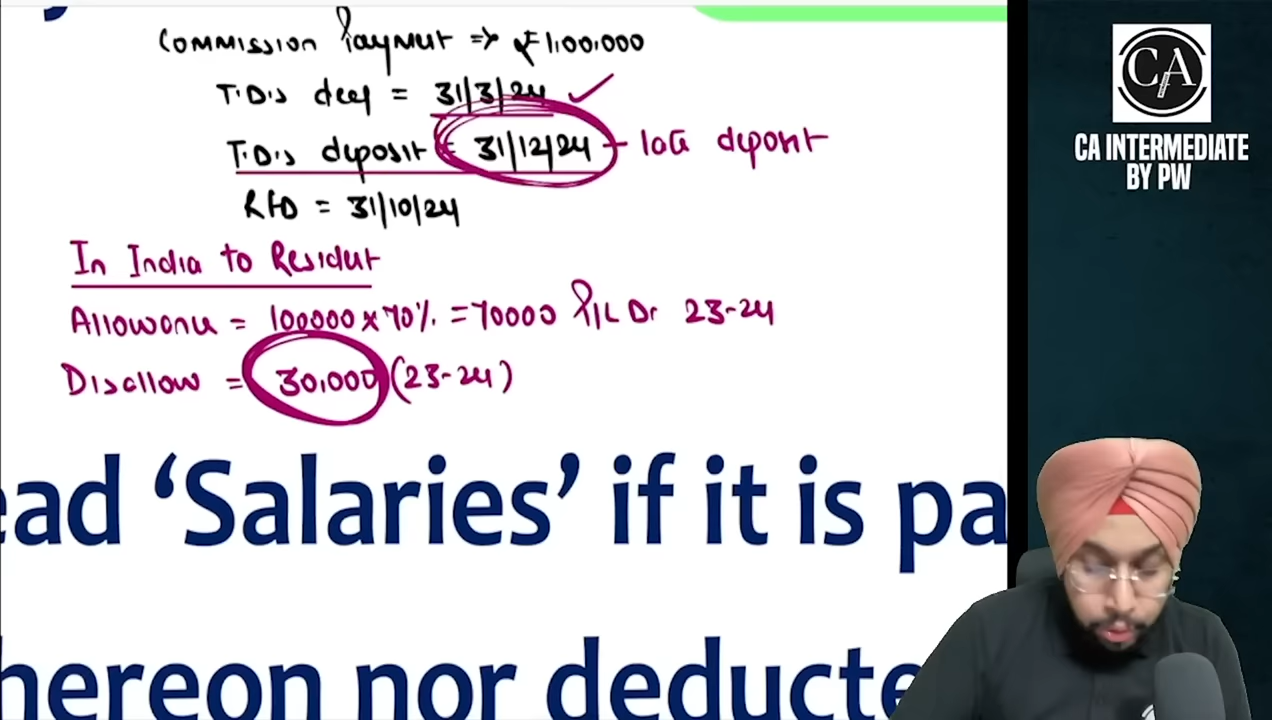 Commission Payment => ₹1,00,000
T.D.S deep = 31/3/24
T.D.S deposit = 31/12/24 - late deposit
RFD = 31/10/24
In India to Resident
Allowance = 100000 x 70% = 70000 P/L Dr 23-24
Disallow = 30,000 (23-24)
ead ‘Salaries’ if it is pa
hereon nor deducte
CA
CA INTERMEDIATE
BY PW